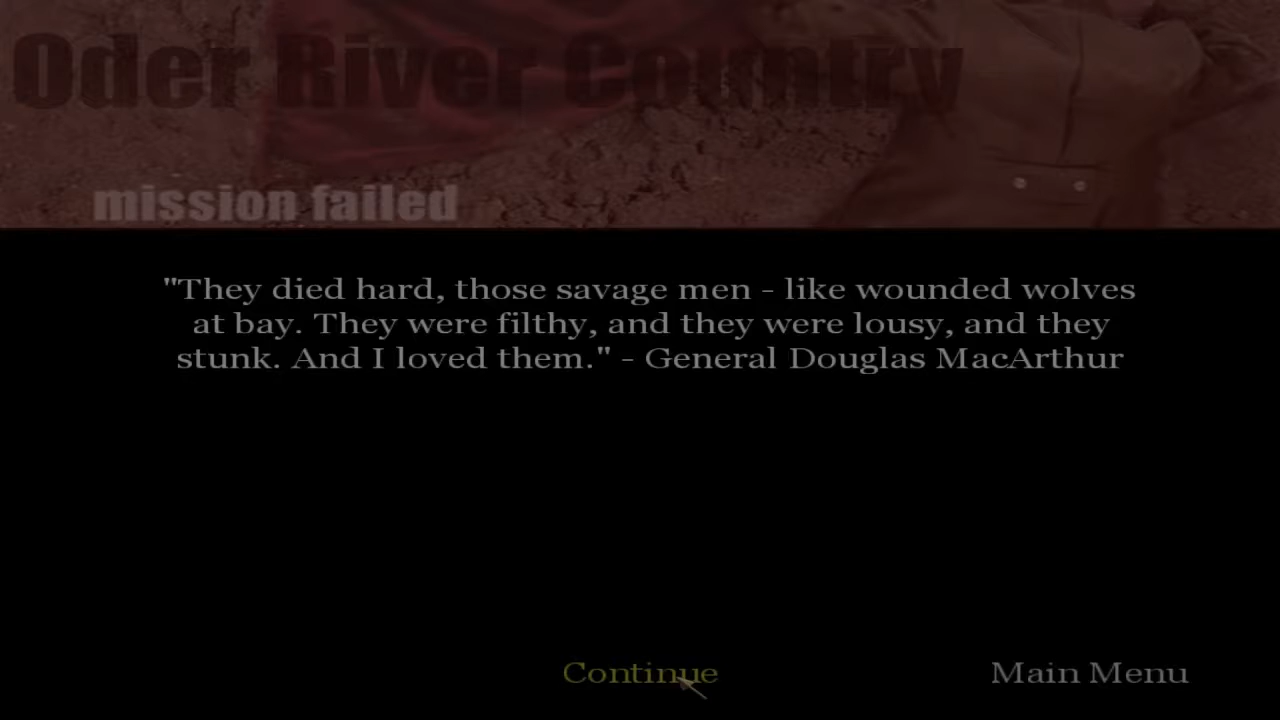 Oder River Country
mission failed
"They died hard, those savage men - like wounded wolves
at bay. They were filthy, and they were lousy, and they
stunk. And I loved them." - General Douglas MacArthur
Continue
Main Menu